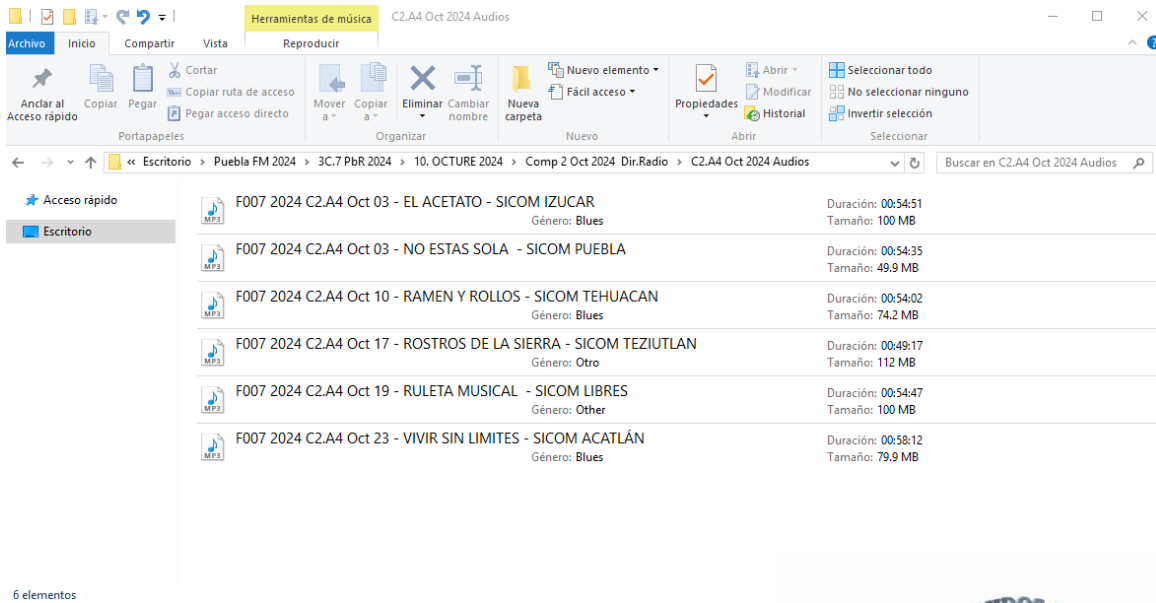 Herramientas de música C2.A4 Oct 2024 Audios
Archivo Inicio Compartir Vista Reproducir
Anclar al Acceso rápido
Copiar
Pegar
Cortar
Copiar ruta de acceso
Pegar acceso directo
Portapapeles
Mover a
Copiar a
Eliminar
Cambiar nombre
Organizar
Nueva carpeta
Nuevo elemento
Fácil acceso
Nuevo
Propiedades
Abrir
Modificar
Historial
Abrir
Seleccionar todo
No seleccionar ninguno
Invertir selección
Seleccionar
« Escritorio > Puebla FM 2024 > 3C.7 PbR 2024 > 10. OCTURE 2024 > Comp 2 Oct 2024 Dir.Radio > C2.A4 Oct 2024 Audios
Buscar en C2.A4 Oct 2024 Audios
Acceso rápido
Escritorio
F007 2024 C2.A4 Oct 03 - EL ACETATO - SICOM IZUCAR Duración: 00:54:51
MP3 Género: Blues Tamaño: 100 MB
F007 2024 C2.A4 Oct 03 - NO ESTAS SOLA - SICOM PUEBLA Duración: 00:54:35
MP3 Tamaño: 49.9 MB
F007 2024 C2.A4 Oct 10 - RAMEN Y ROLLOS - SICOM TEHUACAN Duración: 00:54:02
MP3 Género: Blues Tamaño: 74.2 MB
F007 2024 C2.A4 Oct 17 - ROSTROS DE LA SIERRA - SICOM TEZIUTLAN Duración: 00:49:17
MP3 Género: Otro Tamaño: 112 MB
F007 2024 C2.A4 Oct 19 - RULETA MUSICAL - SICOM LIBRES Duración: 00:54:47
MP3 Género: Other Tamaño: 100 MB
F007 2024 C2.A4 Oct 23 - VIVIR SIN LIMITES - SICOM ACATLÁN Duración: 00:58:12
MP3 Género: Blues Tamaño: 79.9 MB
6 elementos